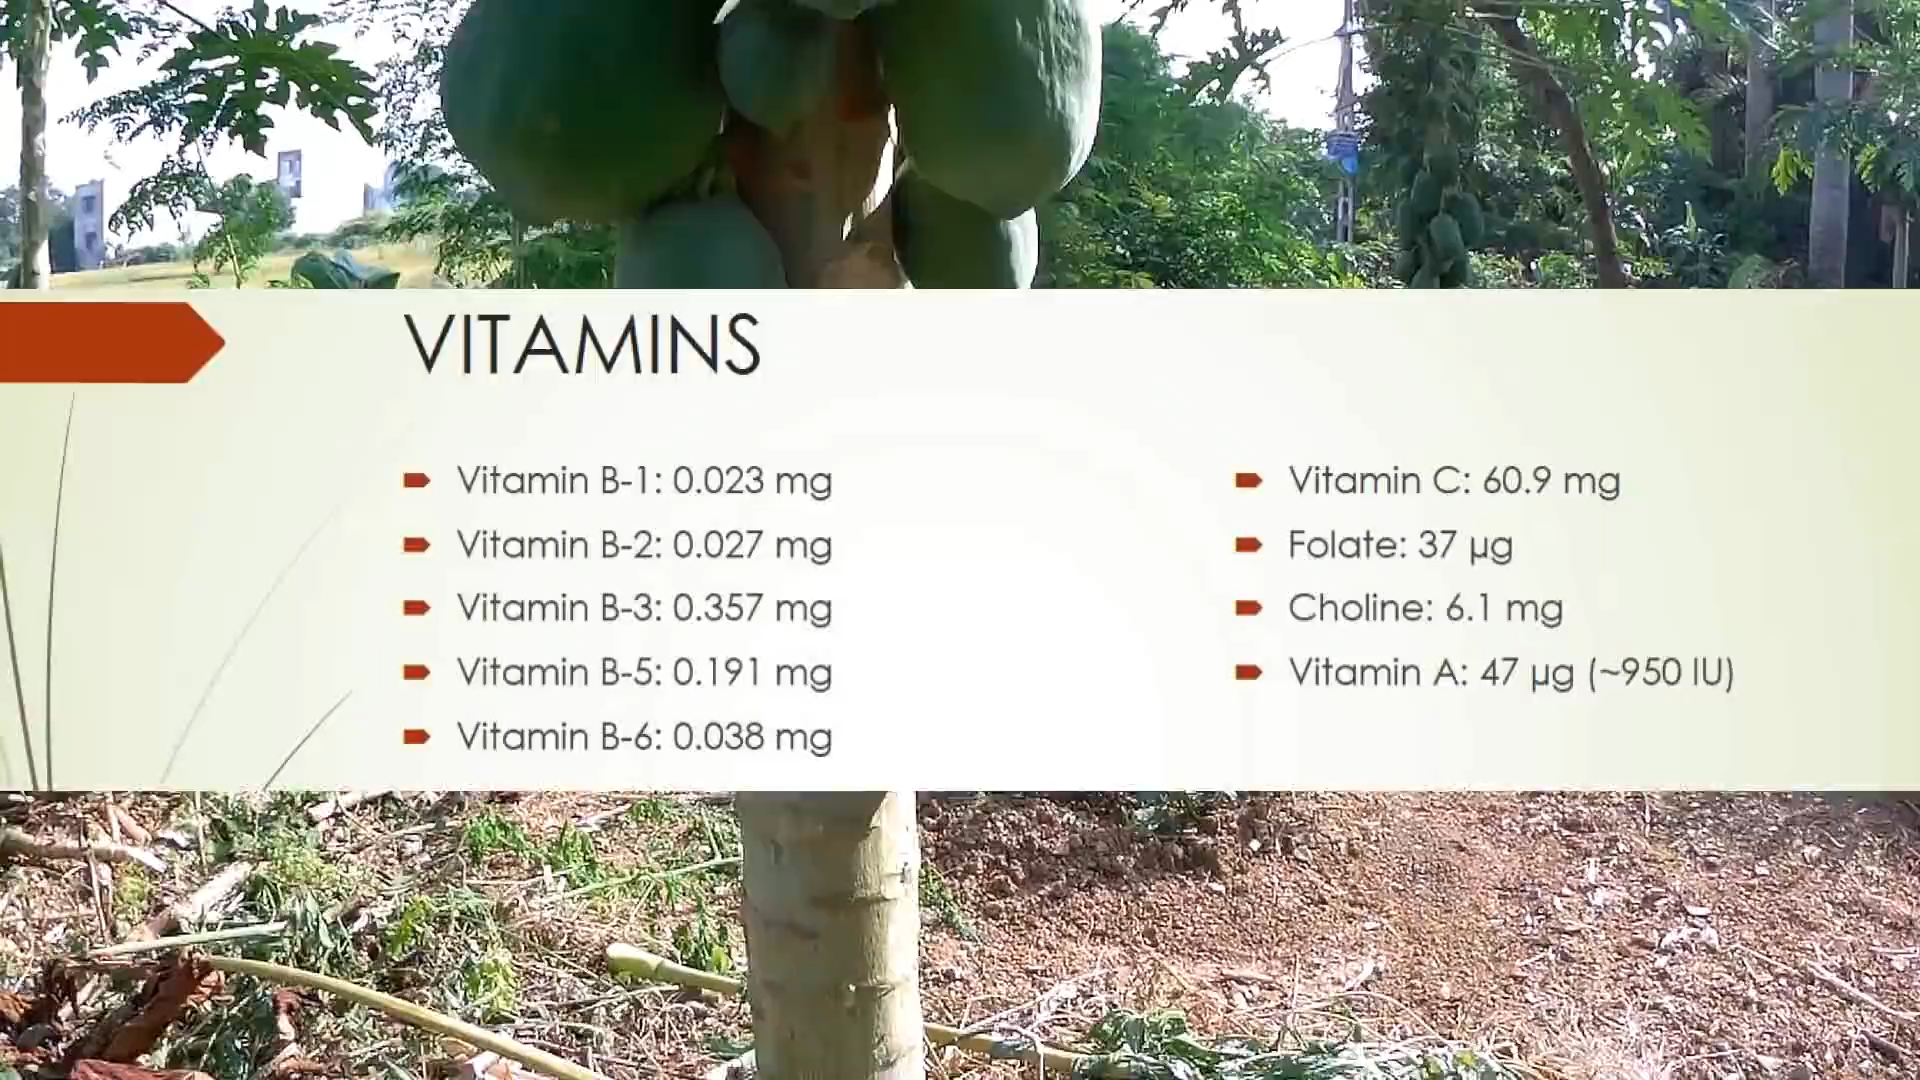 VITAMINS
Vitamin B-1: 0.023 mg
Vitamin B-2: 0.027 mg
Vitamin B-3: 0.357 mg
Vitamin B-5: 0.191 mg
Vitamin B-6: 0.038 mg
Vitamin C: 60.9 mg
Folate: 37 µg
Choline: 6.1 mg
Vitamin A: 47 µg (~950 IU)